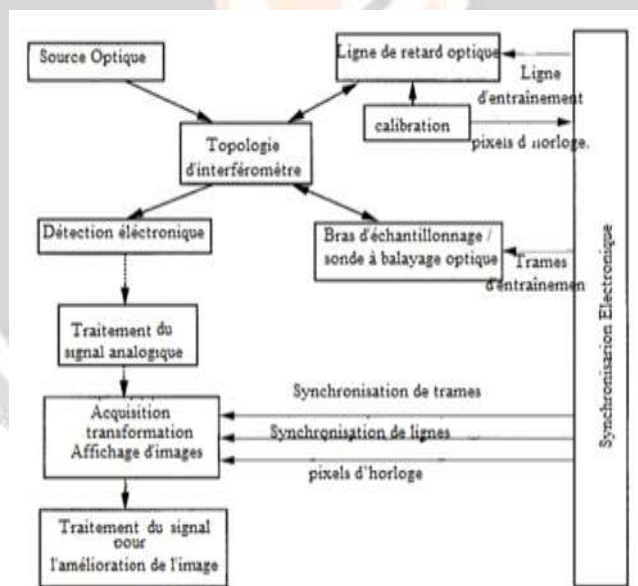 Source Optique
Ligne de retard optique
Ligne
d'entraînement
calibration
pixels d'horloge.
Topologie
d'interféromètre
Détection éléctronique
Bras d'échantillonnage /
sonde à balayage optique
Trames
d'entraînemen
Traitement du
signal analogique
Synchronisation de trames
Acquisition
transformation
Affichage d'images
Synchronisation de lignes
pixels d'horloge
Traitement du signal
pour
l'amélioration de l'image
Synchronisarion Electronique